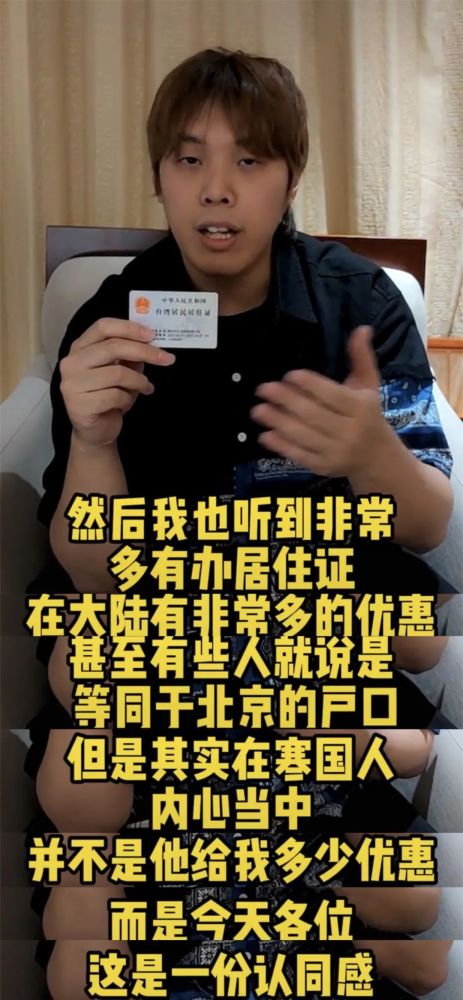 中华人民共和国
台湾居民居住证
然后我也听到非常
多有办居住证
在大陆有非常多的优惠
甚至有些人就说是
等同于北京的戸口
但是其实在寒国人
内心当中
并不是他给我多少优惠
而是今天各位
这是一份认同感